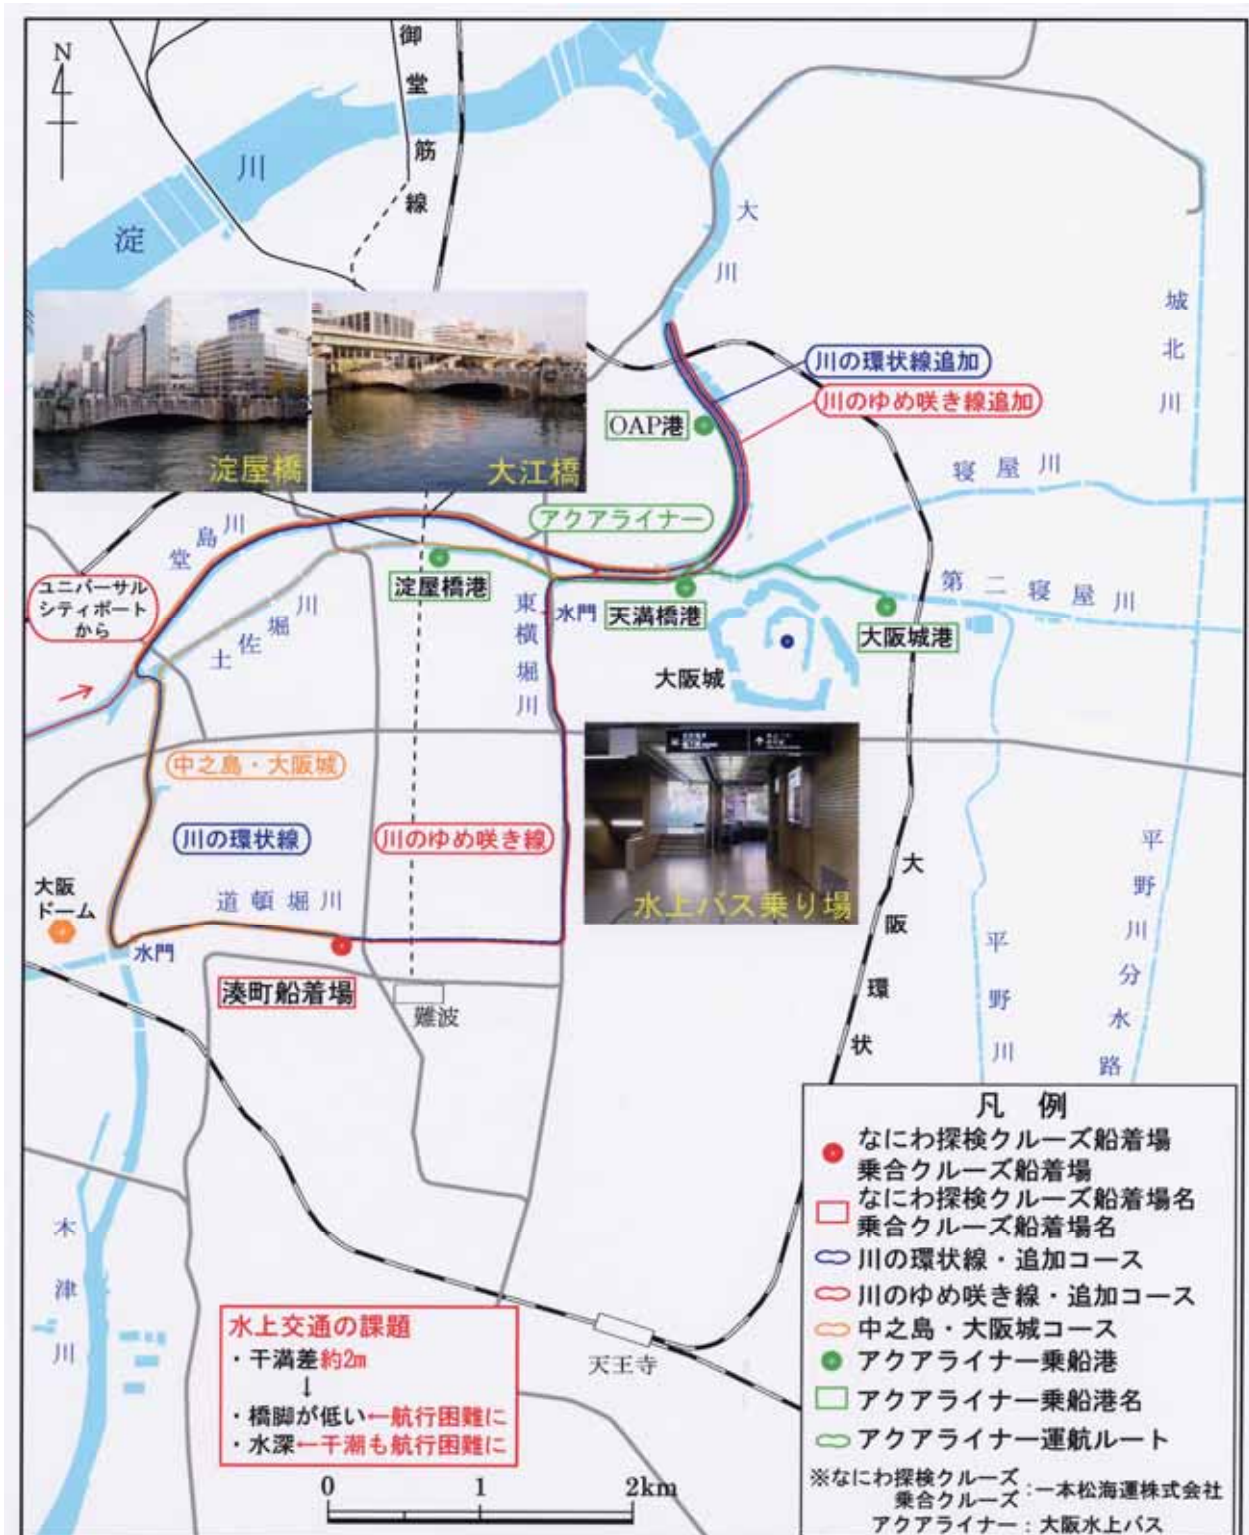 N
御堂筋線
淀川
大川
城北川
川の環状線追加
川のゆめ咲き線追加
OAP港
淀屋橋
大江橋
寝屋川
アクアライナー
堂島川
ユニバーサル
シティポート
から
淀屋橋港
土佐堀川
東横堀川
水門
天満橋港
第二寝屋川
大阪城港
大阪城
中之島・大阪城
川の環状線
川のゆめ咲き線
水上バス乗り場
大阪
ドーム
道頓堀川
水門
湊町船着場
難波
大阪環状
平野川
平野川分水路
木津川
天王寺
水上交通の課題
・干満差約2m
↓
・橋脚が低い←航行困難に
・水深←干潮も航行困難に
0 1 2km
凡 例
なにわ探検クルーズ船着場
乗合クルーズ船着場
なにわ探検クルーズ船着場名
乗合クルーズ船着場名
川の環状線・追加コース
川のゆめ咲き線・追加コース
中之島・大阪城コース
アクアライナー乗船港
アクアライナー乗船港名
アクアライナー運航ルート
※なにわ探検クルーズ
乗合クルーズ
:一本松海運株式会社
アクアライナー:大阪水上バス